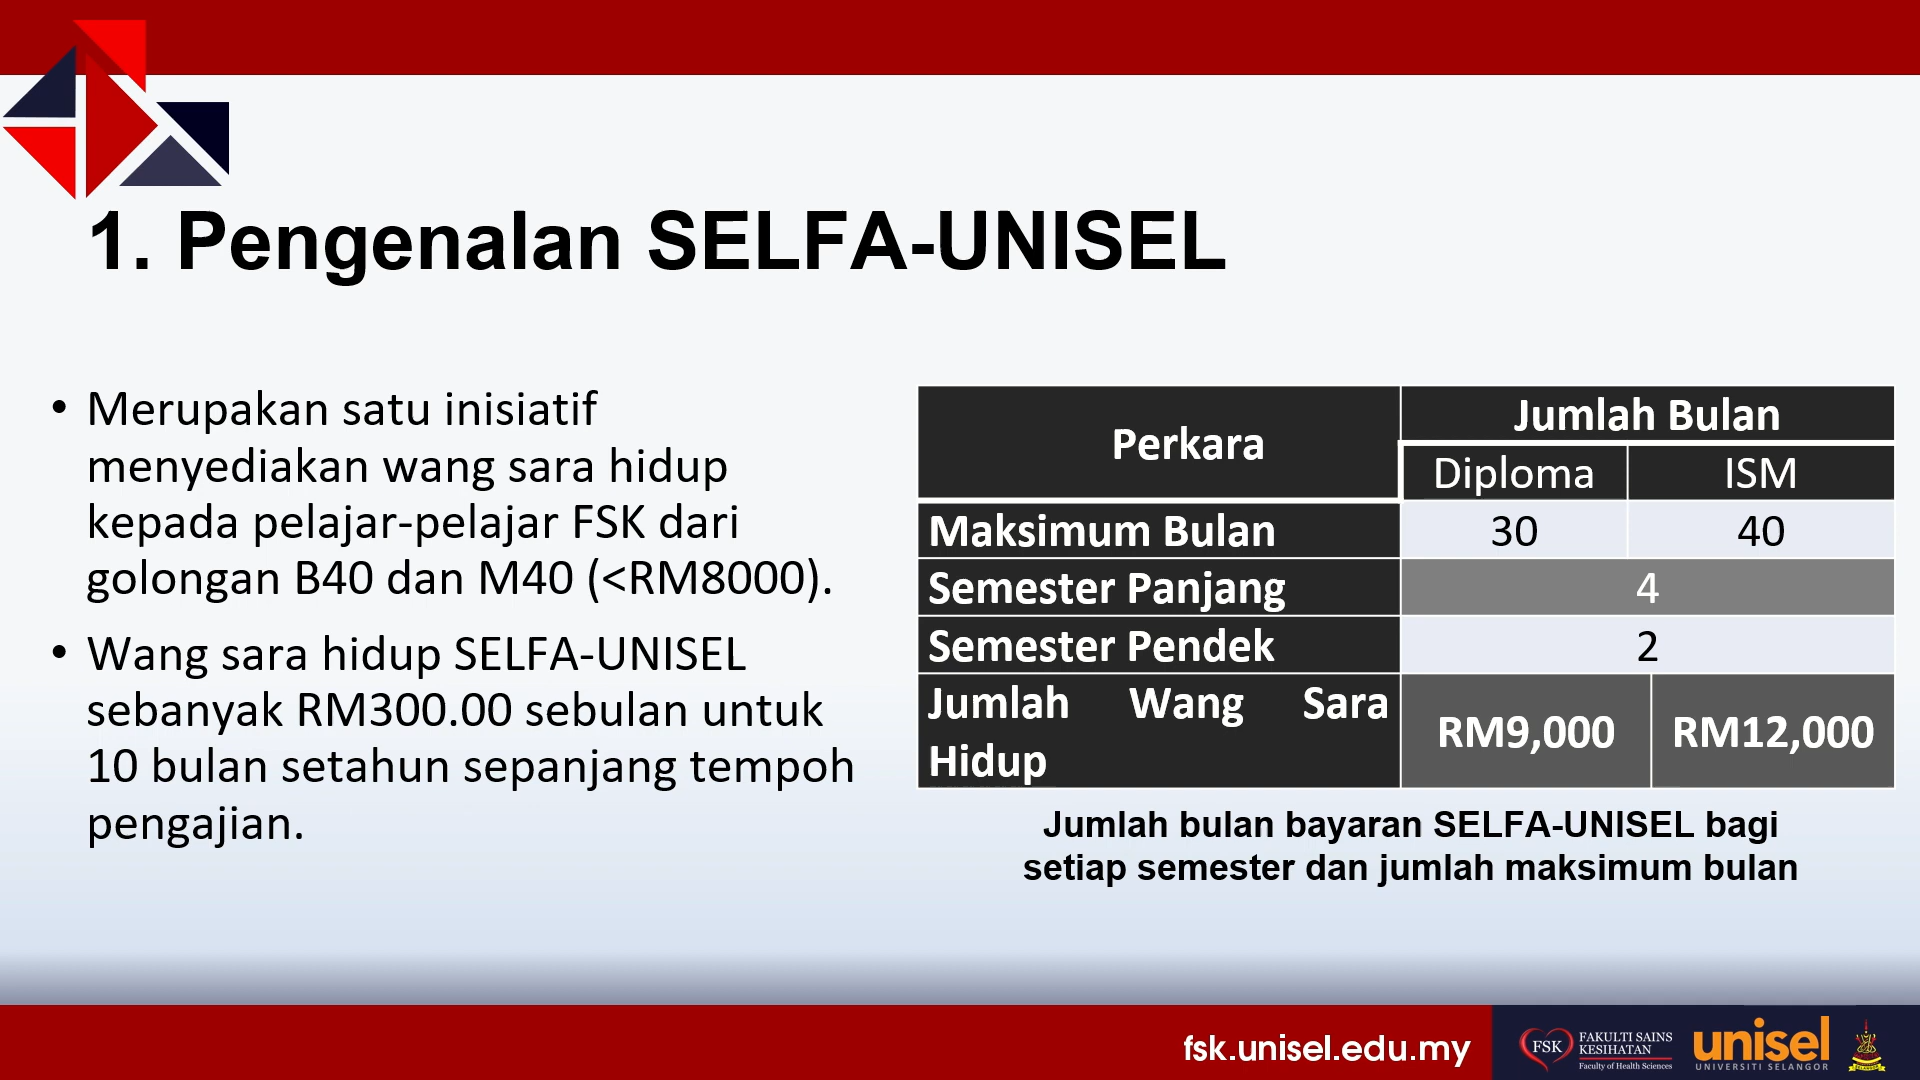 1. Pengenalan SELFA-UNISEL
• Merupakan satu inisiatif
menyediakan wang sara hidup
kepada pelajar-pelajar FSK dari
golongan B40 dan M40 (<RM8000).
• Wang sara hidup SELFA-UNISEL
sebanyak RM300.00 sebulan untuk
10 bulan setahun sepanjang tempoh
pengajian.
Perkara
Jumlah Bulan
Diploma ISM
Maksimum Bulan 30 40
Semester Panjang 4
Semester Pendek 2
Jumlah Wang Sara
Hidup
RM9,000 RM12,000
Jumlah bulan bayaran SELFA-UNISEL bagi
setiap semester dan jumlah maksimum bulan
fsk.unisel.edu.my
FSK
FAKULTI SAINS
KESIHATAN
Faculty of Health Sciences
unisel
UNIVERSITI SELANGOR
SELANGOR